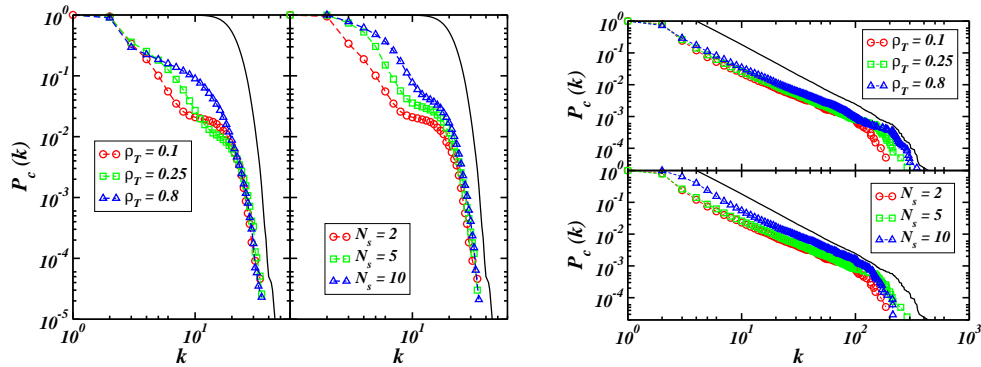 10^0
10^-1
10^-2
10^-3
10^-4
10^-5
P_c(k)
ρ_T = 0.1
ρ_T = 0.25
ρ_T = 0.8
N_s = 2
N_s = 5
N_s = 10
10^0
10^1
10^1
k
k
10^0
10^-1
10^-2
10^-3
10^-4
P_c(k)
ρ_T = 0.1
ρ_T = 0.25
ρ_T = 0.8
10^0
10^-1
10^-2
10^-3
10^-4
P_c(k)
N_s = 2
N_s = 5
N_s = 10
10^0
10^1
10^2
10^3
k